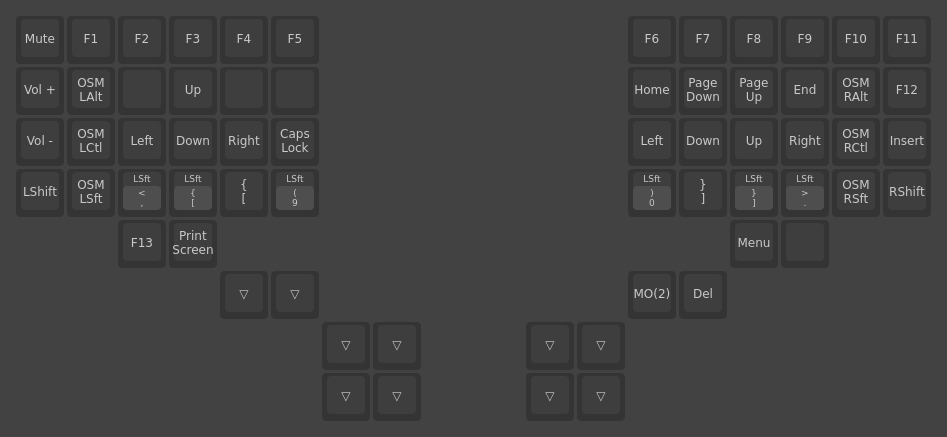 Mute F1 F2 F3 F4 F5 F6 F7 F8 F9 F10 F11
Vol + OSM LAlt Up Home Page Down Page Up End OSM RAlt F12
Vol - OSM LCtl Left Down Right Caps Lock Left Down Up Right OSM RCtl Insert
LShift OSM LSft LSft < , LSft { [ { [ LSft ( 9 LSft ) 0 } ] LSft } ] LSft > . OSM RSft RShift
F13 Print Screen Menu
▽ ▽ MO(2) Del
▽ ▽ ▽ ▽
▽ ▽ ▽ ▽